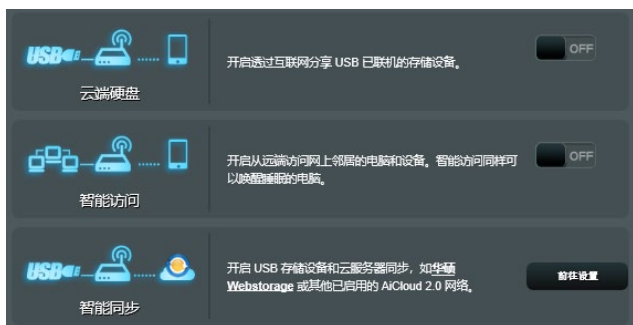 USB
云端硬盘
开启透过互联网分享 USB 已联机的存储设备。
OFF
智能访问
开启从远端访问网上邻居的电脑和设备。智能访问同样可
以唤醒睡眠的电脑。
OFF
USB
智能同步
开启 USB 存储设备和云服务器同步，如华硕
Webstorage 或其他已启用的 AiCloud 2.0 网络。
前往设置